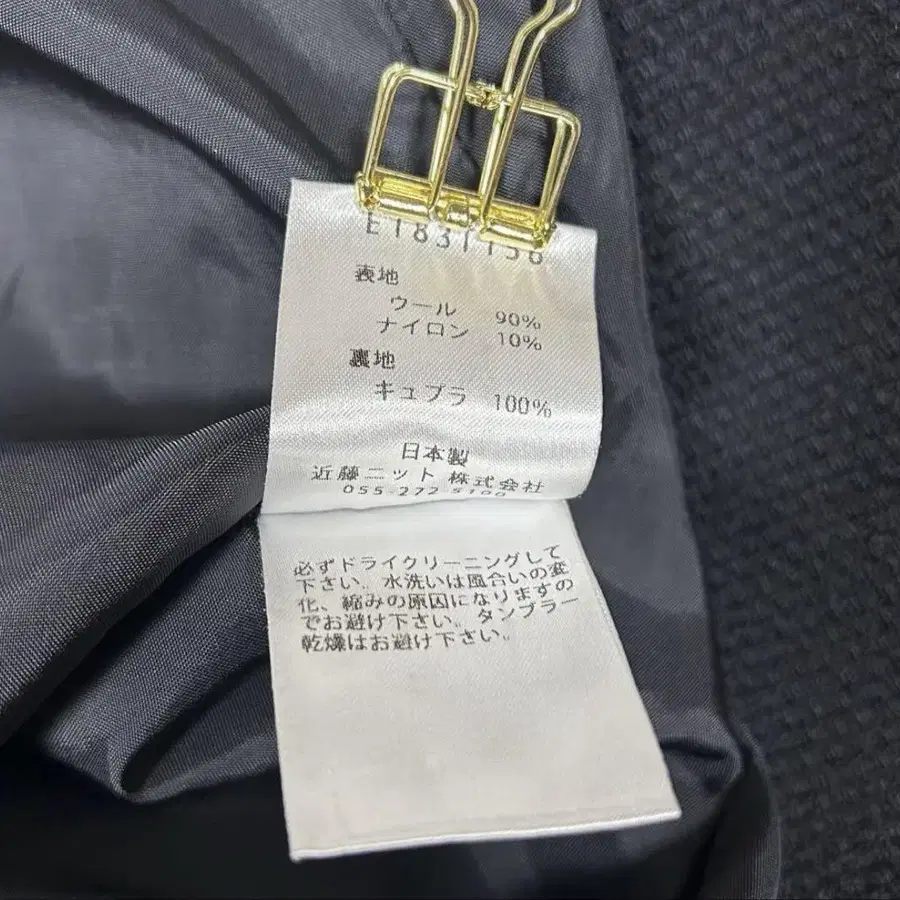 表地
ウール 90%
ナイロン 10%
裏地
キュプラ 100%
日本製
近藤ニット 株式会社
必ずドライクリーニングして
下さい。水洗いは風合いの変
化、縮みの原因になりますの
でお避け下さい。タンブラー
乾燥はお避け下さい。